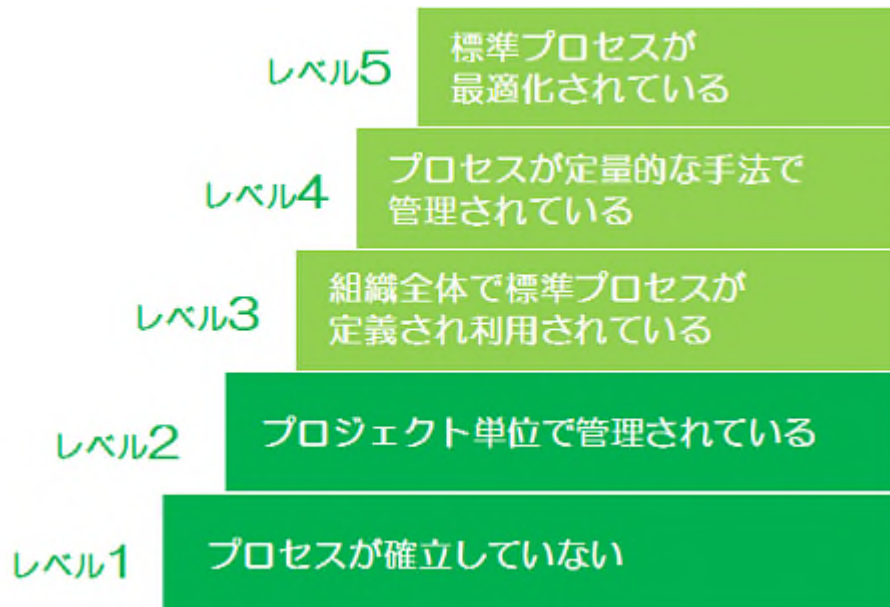 レベル5
標準プロセスが
最適化されている
レベル4
プロセスが定量的な手法で
管理されている
レベル3
組織全体で標準プロセスが
定義され利用されている
レベル2
プロジェクト単位で管理されている
レベル1
プロセスが確立していない